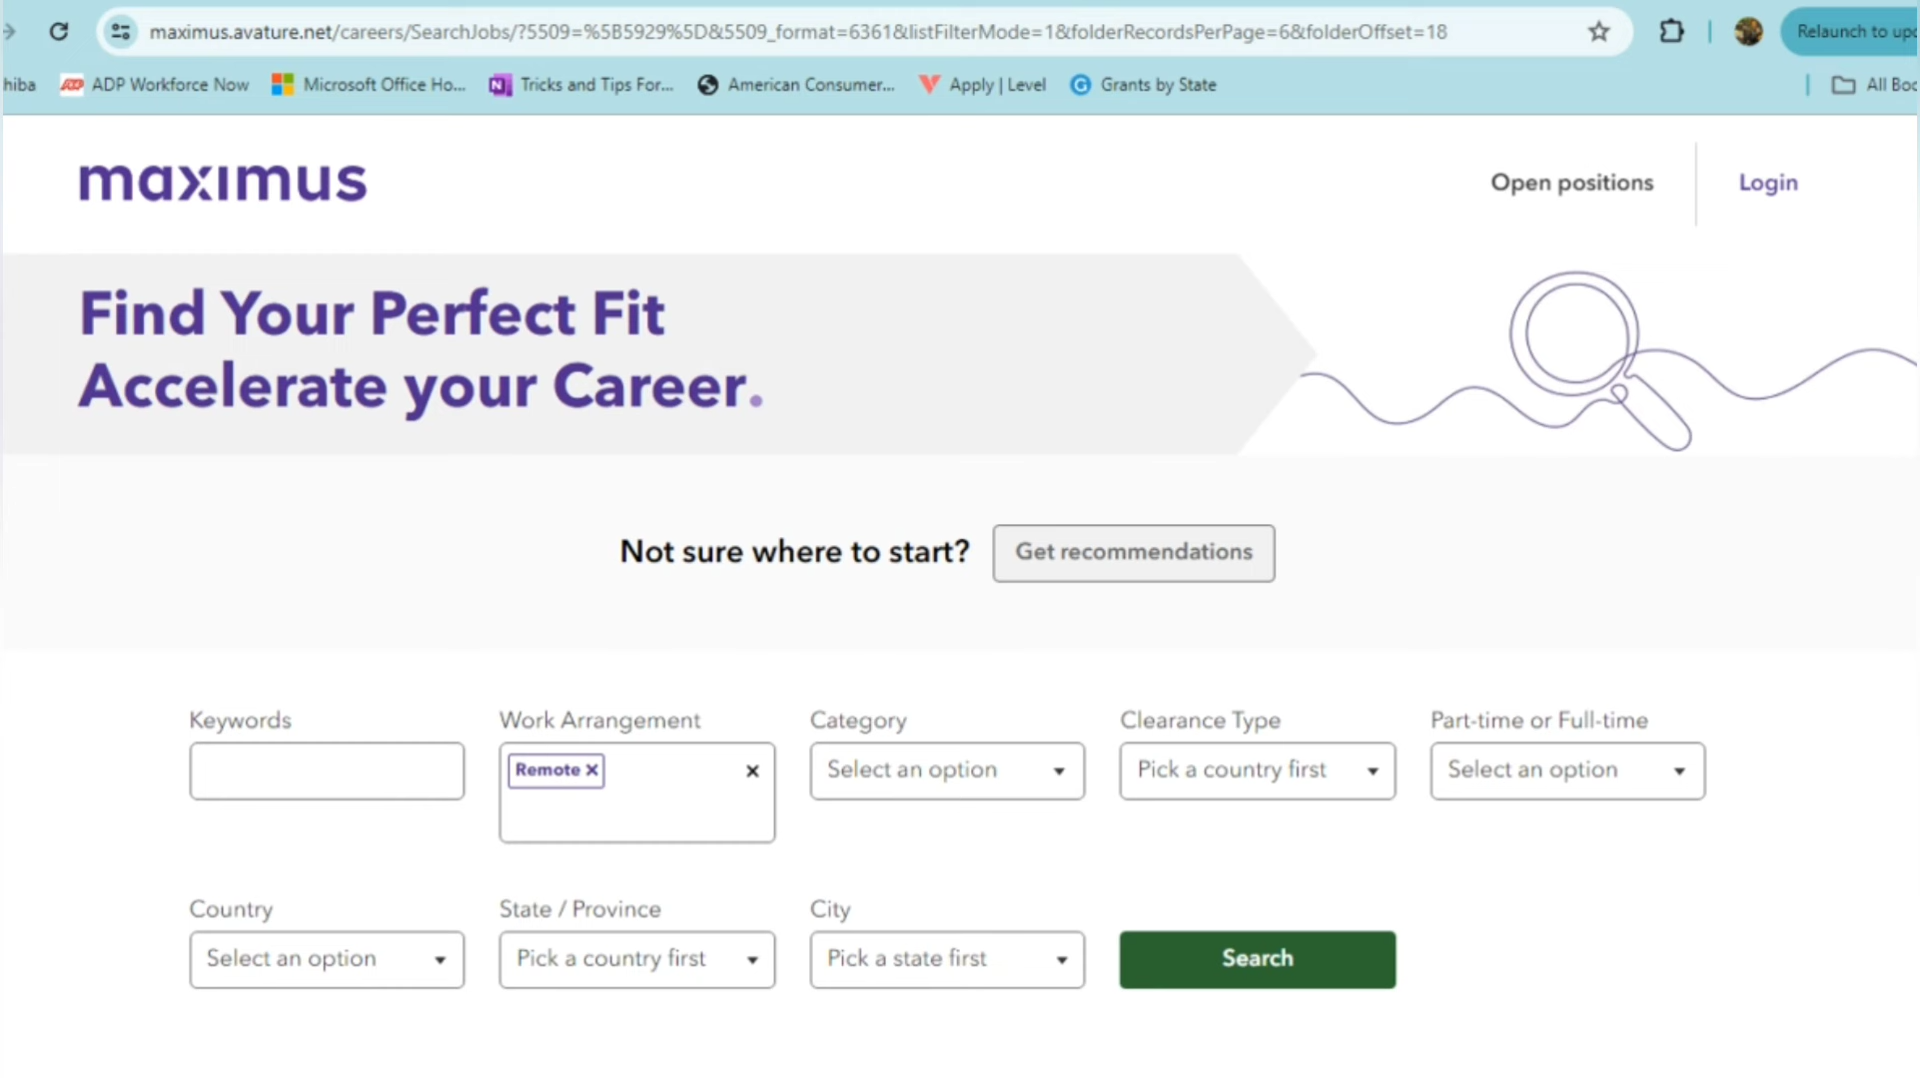 maximus.avature.net/careers/SearchJobs/?5509=%5B5929%5D&5509_format=6361&listFilterMode=1&folderRecordsPerPage=6&folderOffset=18
Relaunch to upd
hiba ADP Workforce Now Microsoft Office Ho... Tricks and Tips For... American Consumer... Apply | Level Grants by State All Boo
maximus
Open positions Login
Find Your Perfect Fit
Accelerate your Career.
Not sure where to start? Get recommendations
Keywords Work Arrangement Category Clearance Type Part-time or Full-time
Remote × × Select an option Pick a country first Select an option
Country State / Province City
Select an option Pick a country first Pick a state first Search